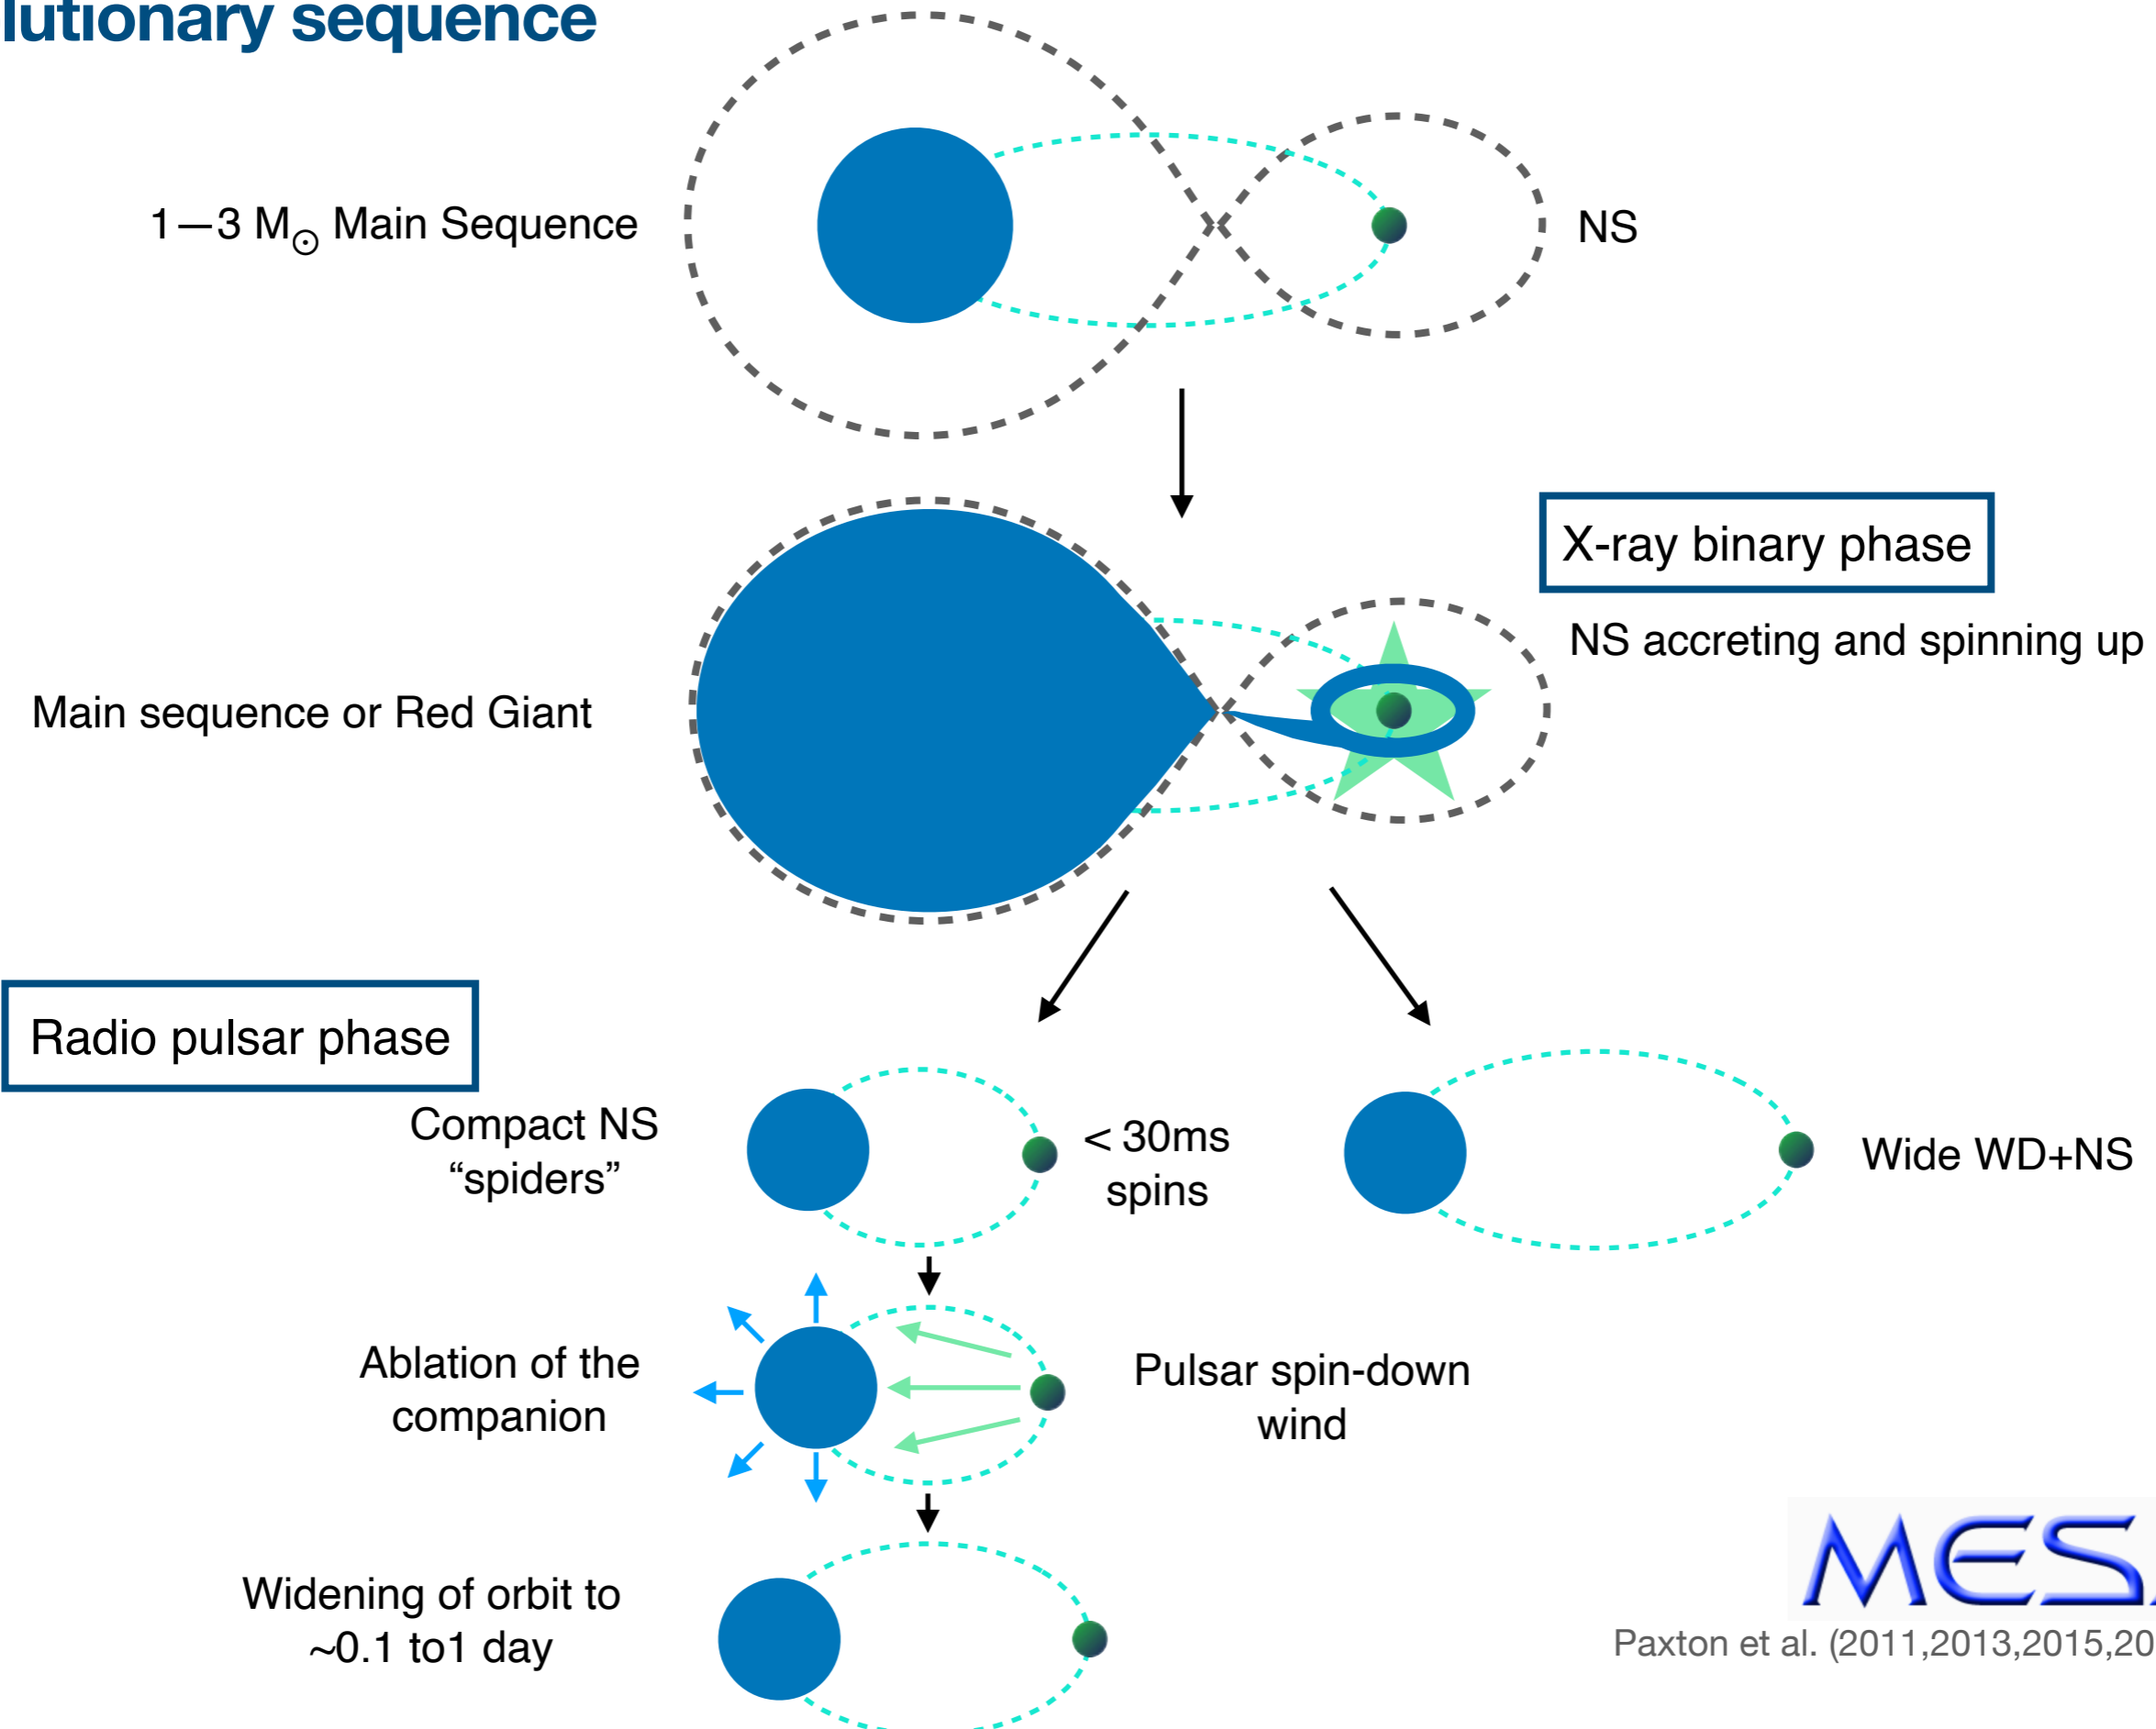 lutionary sequence
1—3 M☉ Main Sequence
NS
X-ray binary phase
NS accreting and spinning up
Main sequence or Red Giant
Radio pulsar phase
Compact NS
“spiders”
< 30ms
spins
Wide WD+NS
Ablation of the
companion
Pulsar spin-down
wind
Widening of orbit to
~0.1 to1 day
MES
Paxton et al. (2011,2013,2015,20